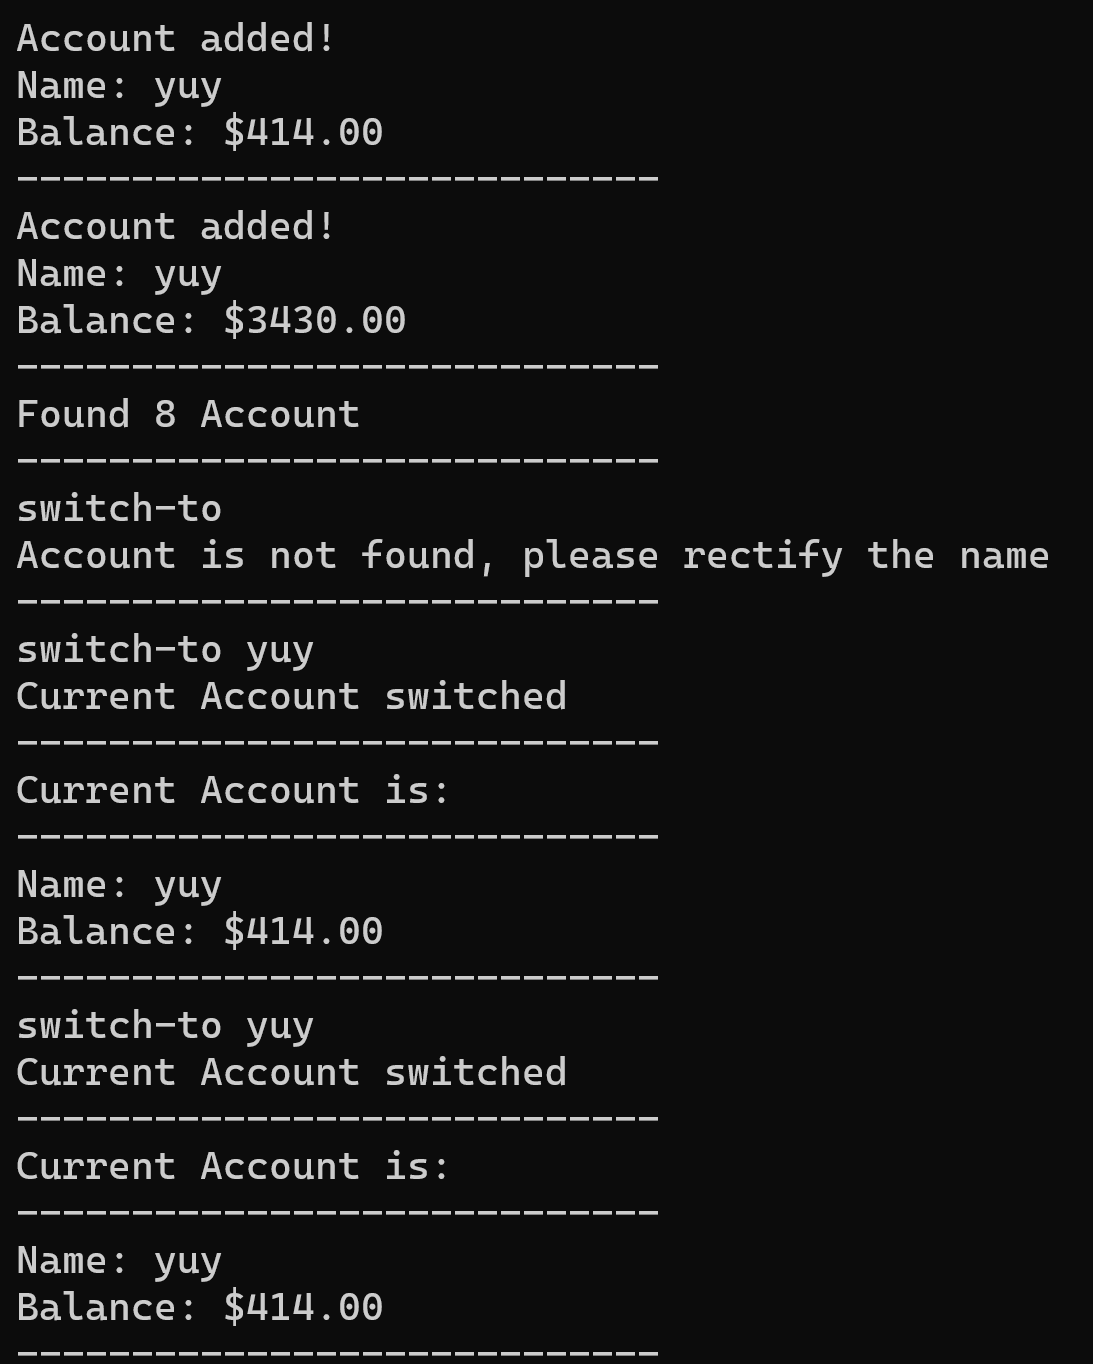 Account added!
Name: yuy
Balance: $414.00
----------------------------
Account added!
Name: yuy
Balance: $3430.00
----------------------------
Found 8 Account
----------------------------
switch-to
Account is not found, please rectify the name
----------------------------
switch-to yuy
Current Account switched
----------------------------
Current Account is:
----------------------------
Name: yuy
Balance: $414.00
----------------------------
switch-to yuy
Current Account switched
----------------------------
Current Account is:
----------------------------
Name: yuy
Balance: $414.00
----------------------------